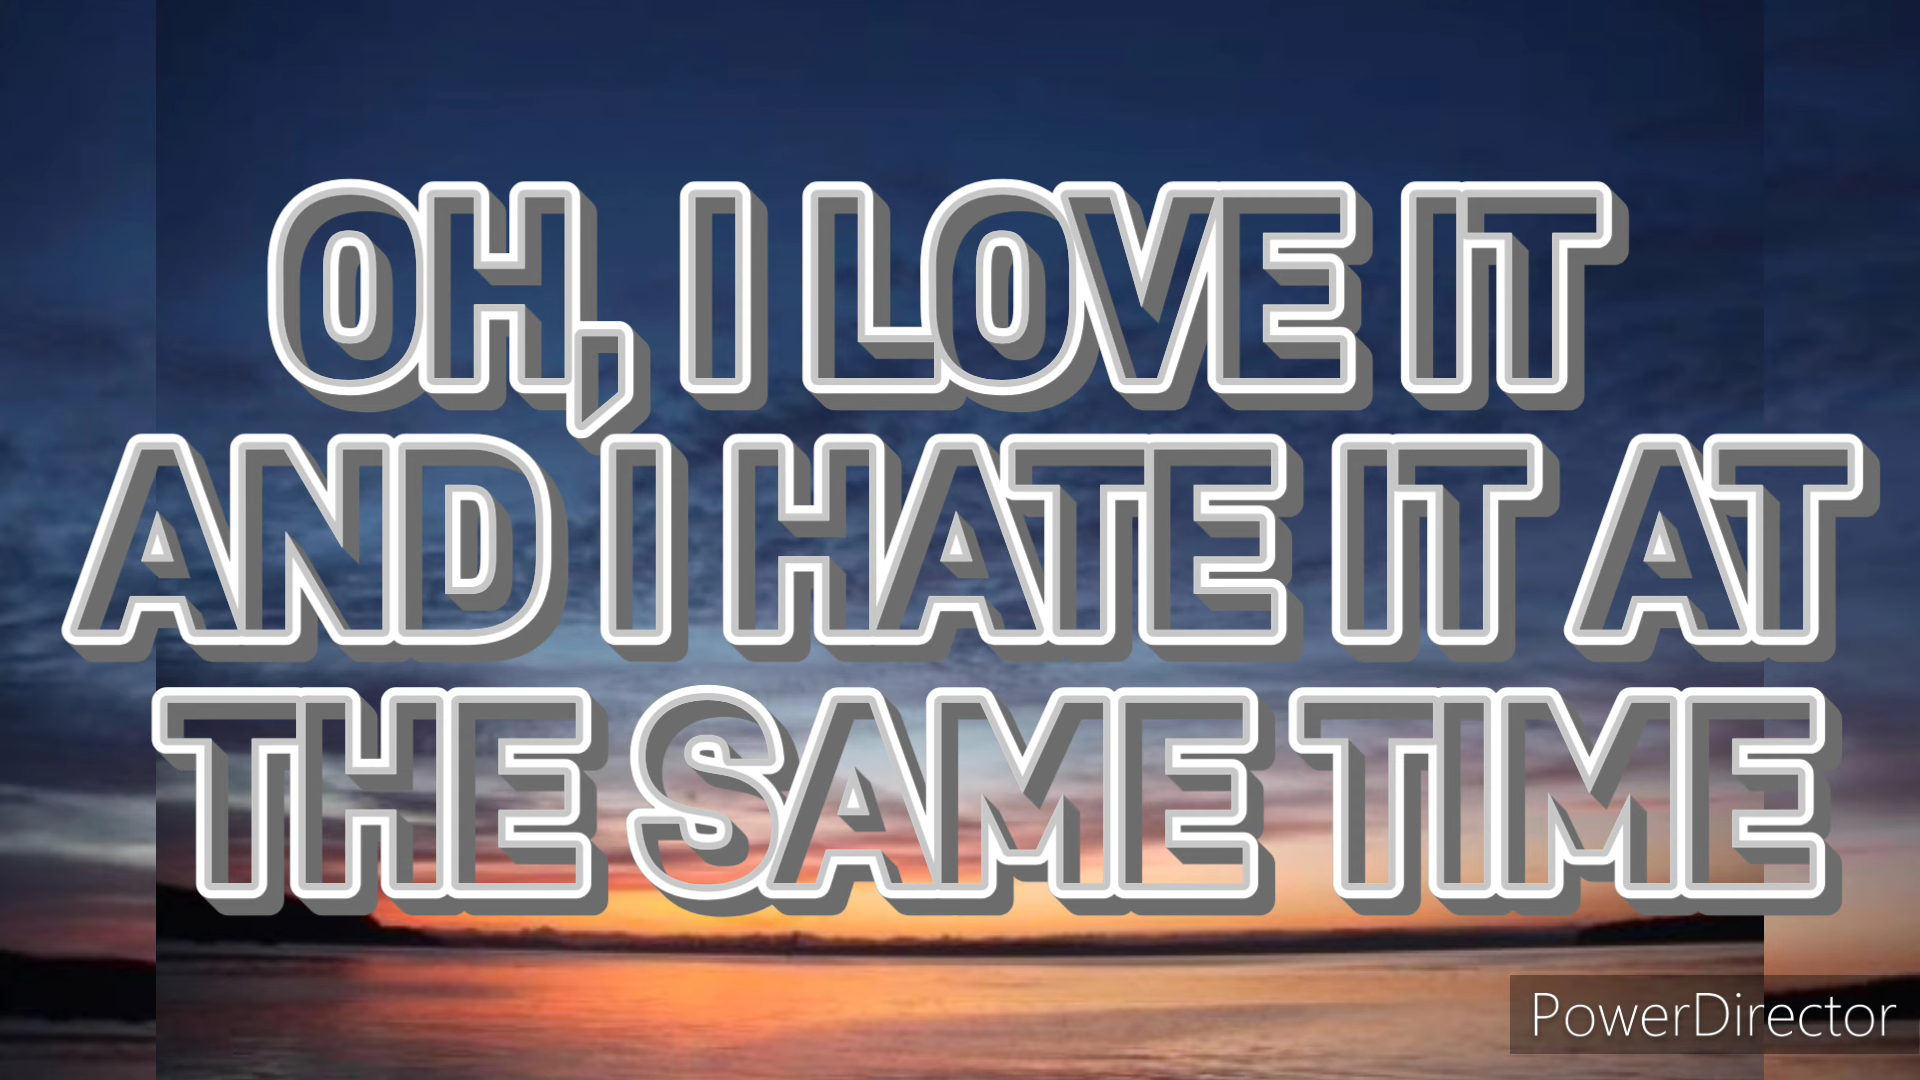 OH, I LOVE IT
AND I HATE IT AT
THE SAME TIME
PowerDirector